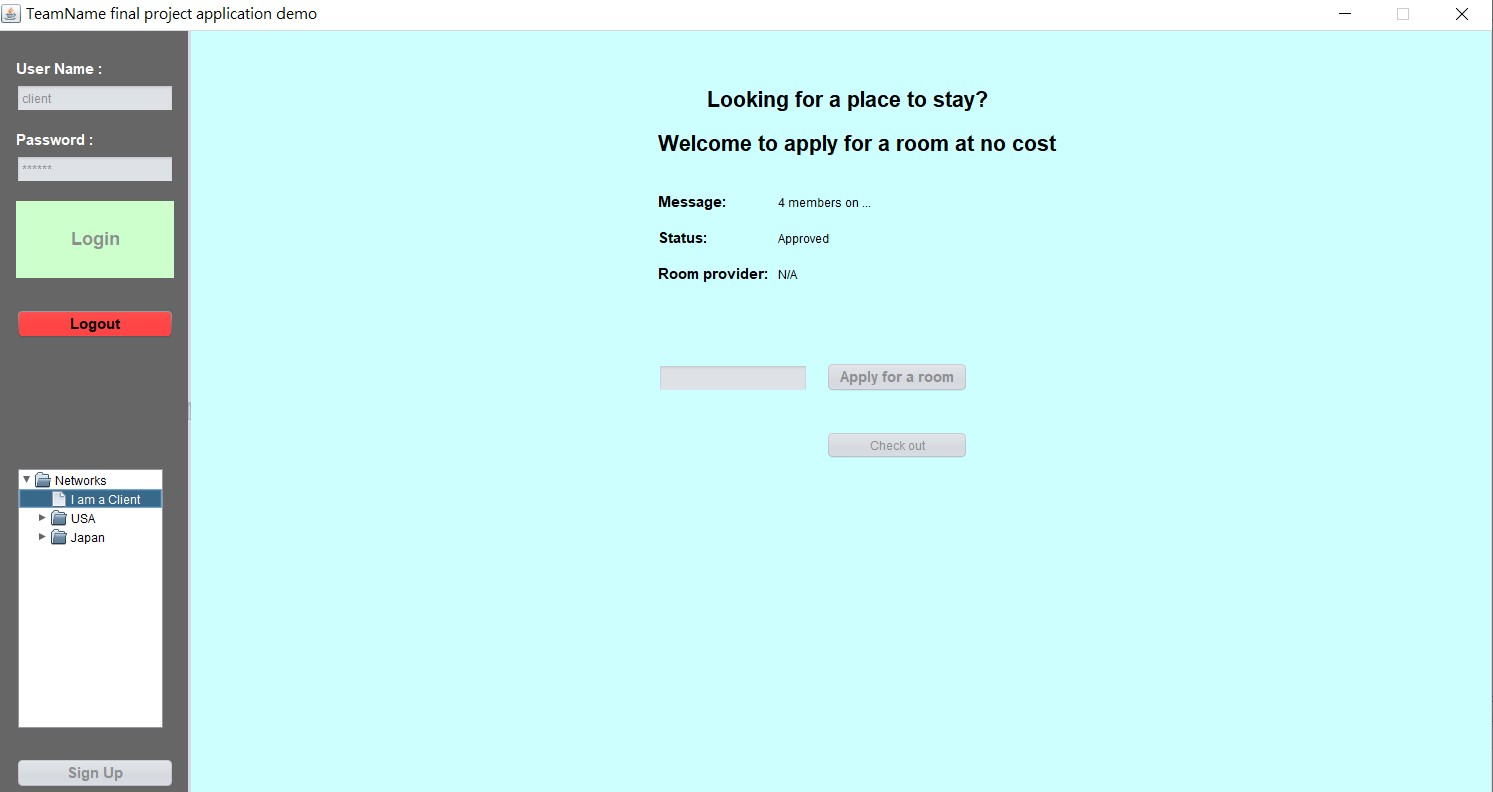 TeamName final project application demo
User Name :
client
Password :
******
Login
Logout
Networks
I am a Client
USA
Japan
Sign Up
Looking for a place to stay?
Welcome to apply for a room at no cost
Message: 4 members on ...
Status: Approved
Room provider: N/A
Apply for a room
Check out